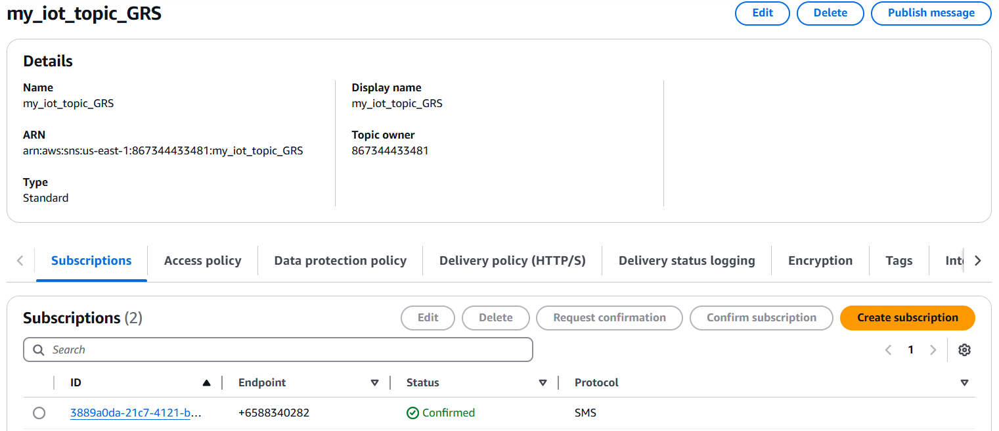 my_iot_topic_GRS
Edit
Delete
Publish message
Details
Name
my_iot_topic_GRS
Display name
my_iot_topic_GRS
ARN
arn:aws:sns:us-east-1:867344433481:my_iot_topic_GRS
Topic owner
867344433481
Type
Standard
Subscriptions
Access policy
Data protection policy
Delivery policy (HTTP/S)
Delivery status logging
Encryption
Tags
Subscriptions (2)
Edit
Delete
Request confirmation
Confirm subscription
Create subscription
Search
1
ID
Endpoint
Status
Protocol
3889a0da-21c7-4121-b...
+6588340282
Confirmed
SMS